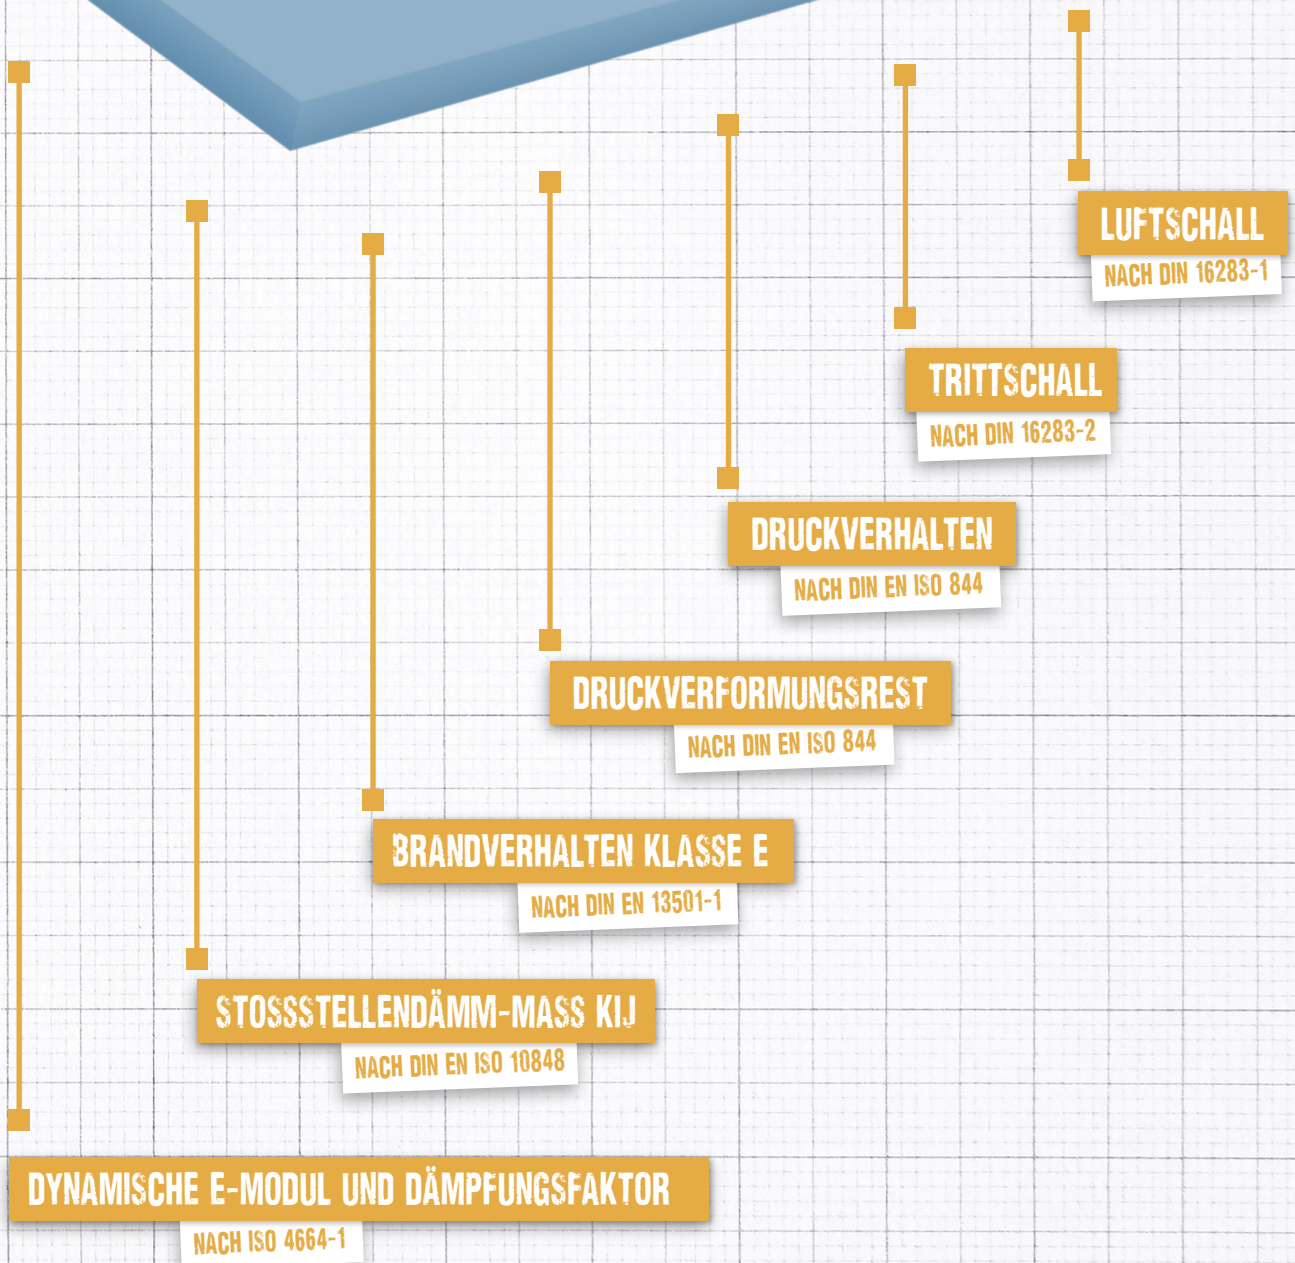 LUFTSCHALL
NACH DIN 16283-1
TRITTSCHALL
NACH DIN 16283-2
DRUCKVERHALTEN
NACH DIN EN ISO 844
DRUCKVERFORMUNGSREST
NACH DIN EN ISO 844
BRANDVERHALTEN KLASSE E
NACH DIN EN 13501-1
STOSSSTELLENDÄMM-MASS KIJ
NACH DIN EN ISO 10848
DYNAMISCHE E-MODUL UND DÄMPFUNGSFAKTOR
NACH ISO 4664-1